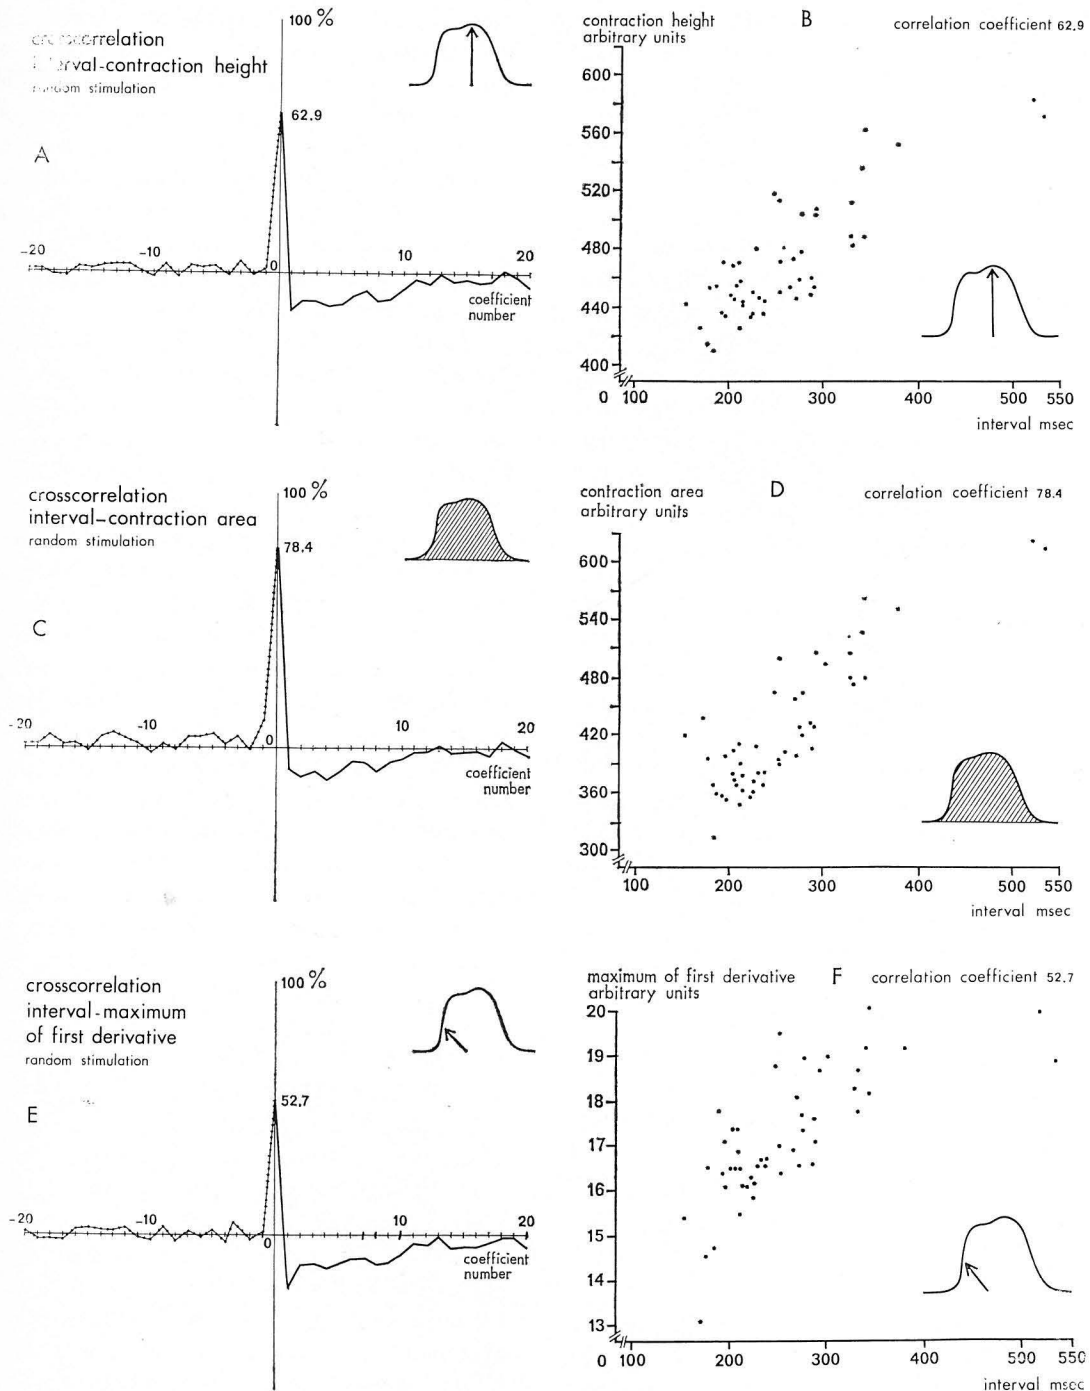 crosscorrelation
interval-contraction height
random stimulation
100 %
62.9
A
-20
-10
0
10
20
coefficient
number
contraction height
arbitrary units
B
correlation coefficient 62.9
600
560
520
480
440
400
0 100 200 300 400 500 550
interval msec
crosscorrelation
interval-contraction area
random stimulation
100 %
78.4
C
-20
-10
0
10
20
coefficient
number
contraction area
arbitrary units
D
correlation coefficient 78.4
600
540
480
420
360
300
100 200 300 400 500 550
interval msec
crosscorrelation
interval-maximum
of first derivative
random stimulation
100 %
52.7
E
-20
-10
0
10
20
coefficient
number
maximum of first derivative
arbitrary units
F
correlation coefficient 52.7
20
19
18
17
16
15
14
13
0 100 200 300 400 500 550
interval msec